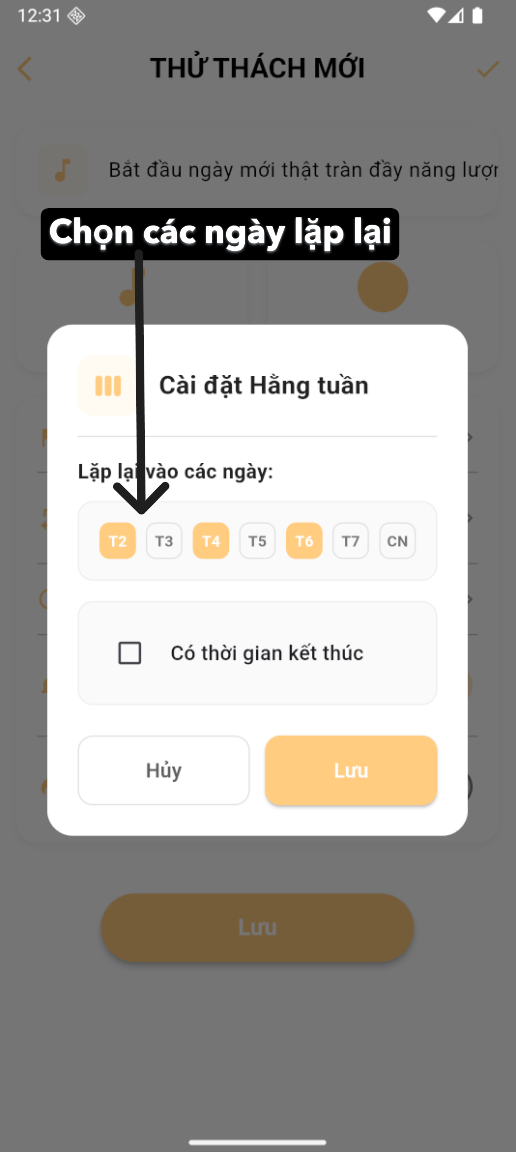 12:31
THỬ THÁCH MỚI
Bắt đầu ngày mới thật tràn đầy năng lượn
Chọn các ngày lặp lại
Cài đặt Hằng tuần
Lặp lại vào các ngày:
T2 T3 T4 T5 T6 T7 CN
Có thời gian kết thúc
Hủy Lưu
Lưu